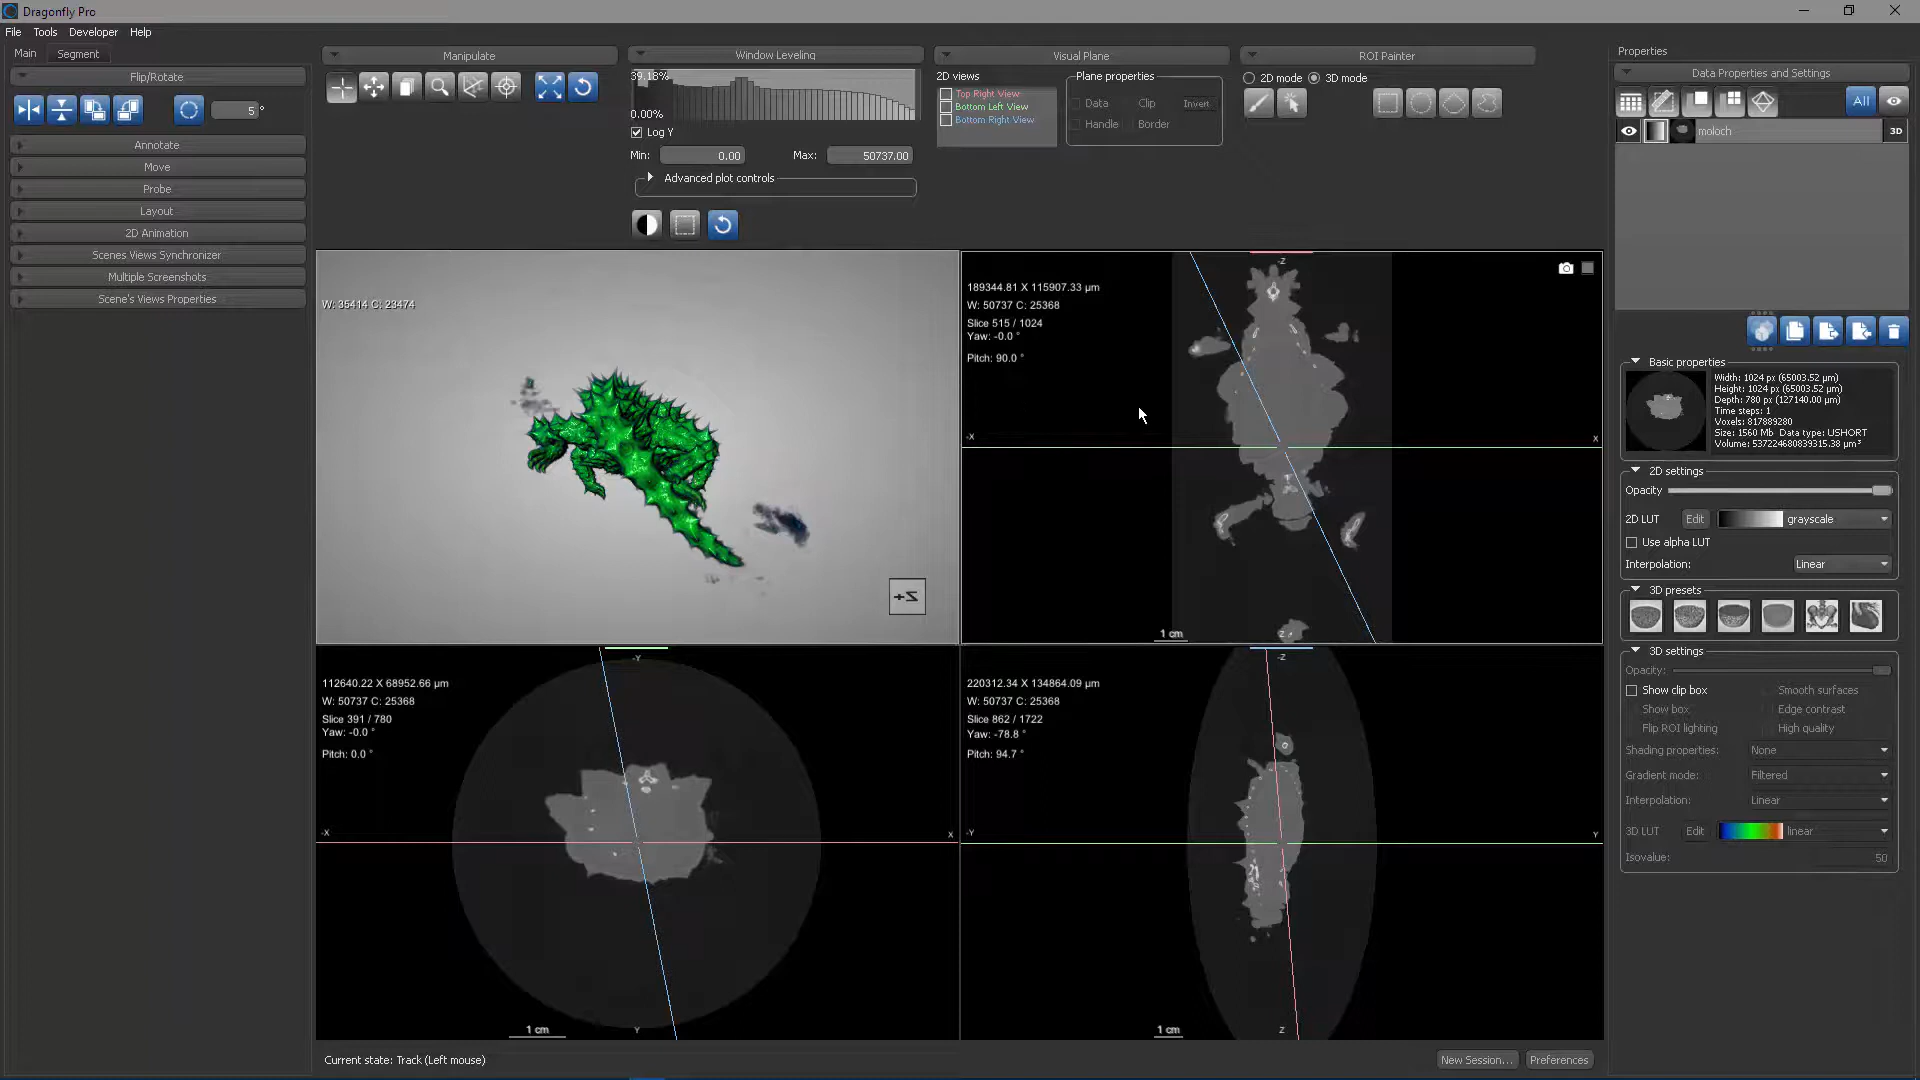 Dragonfly Pro
File Tools Developer Help
Main Segment
Flip/Rotate
5 °
Annotate
Move
Probe
Layout
2D Animation
Scenes Views Synchronizer
Multiple Screenshots
Scene's Views Properties
Manipulate
Window Leveling
39.18%
0.00%
Log Y
Min: 0.00 Max: 50737.00
Advanced plot controls
Visual Plane
2D views
Top Right View
Bottom Left View
Bottom Right View
Plane properties
Data Clip Invert
Handle Border
ROI Painter
2D mode 3D mode
W: 35414 C: 23474
+Z
-Z
189344.81 X 115907.33 µm
W: 50737 C: 25368
Slice 515 / 1024
Yaw: -0.0 °
Pitch: 90.0 °
-X X
1 cm Z
-Y
112640.22 X 68952.66 µm
W: 50737 C: 25368
Slice 391 / 780
Yaw: -0.0 °
Pitch: 0.0 °
-X X
1 cm Y
-Z
220312.34 X 134864.09 µm
W: 50737 C: 25368
Slice 862 / 1722
Yaw: -78.8 °
Pitch: 94.7 °
-Y Y
1 cm Z
Current state: Track (Left mouse)
New Session... Preferences
Properties
Data Properties and Settings
All
moloch 3D
Basic properties
Width: 1024 px (65003.52 µm)
Height: 1024 px (65003.52 µm)
Depth: 780 px (127140.00 µm)
Time steps: 1
Voxels: 817889280
Size: 1560 Mb Data type: USHORT
Volume: 537224680839315.38 µm³
2D settings
Opacity
2D LUT Edit grayscale
Use alpha LUT
Interpolation: Linear
3D presets
3D settings
Opacity:
Show clip box Smooth surfaces
Show box Edge contrast
Flip ROI lighting High quality
Shading properties: None
Gradient mode: Filtered
Interpolation: Linear
3D LUT Edit linear
Isovalue: 50